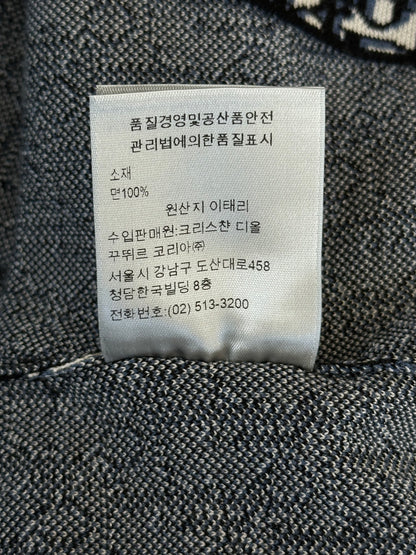 품질경영및공산품안전
관리법에의한품질표시
소재
면100%
원산지 이태리
수입판매원:크리스챤 디올
꾸뛰르 코리아㈜
서울시 강남구 도산대로458
청담한국빌딩 8층
전화번호:(02) 513-3200